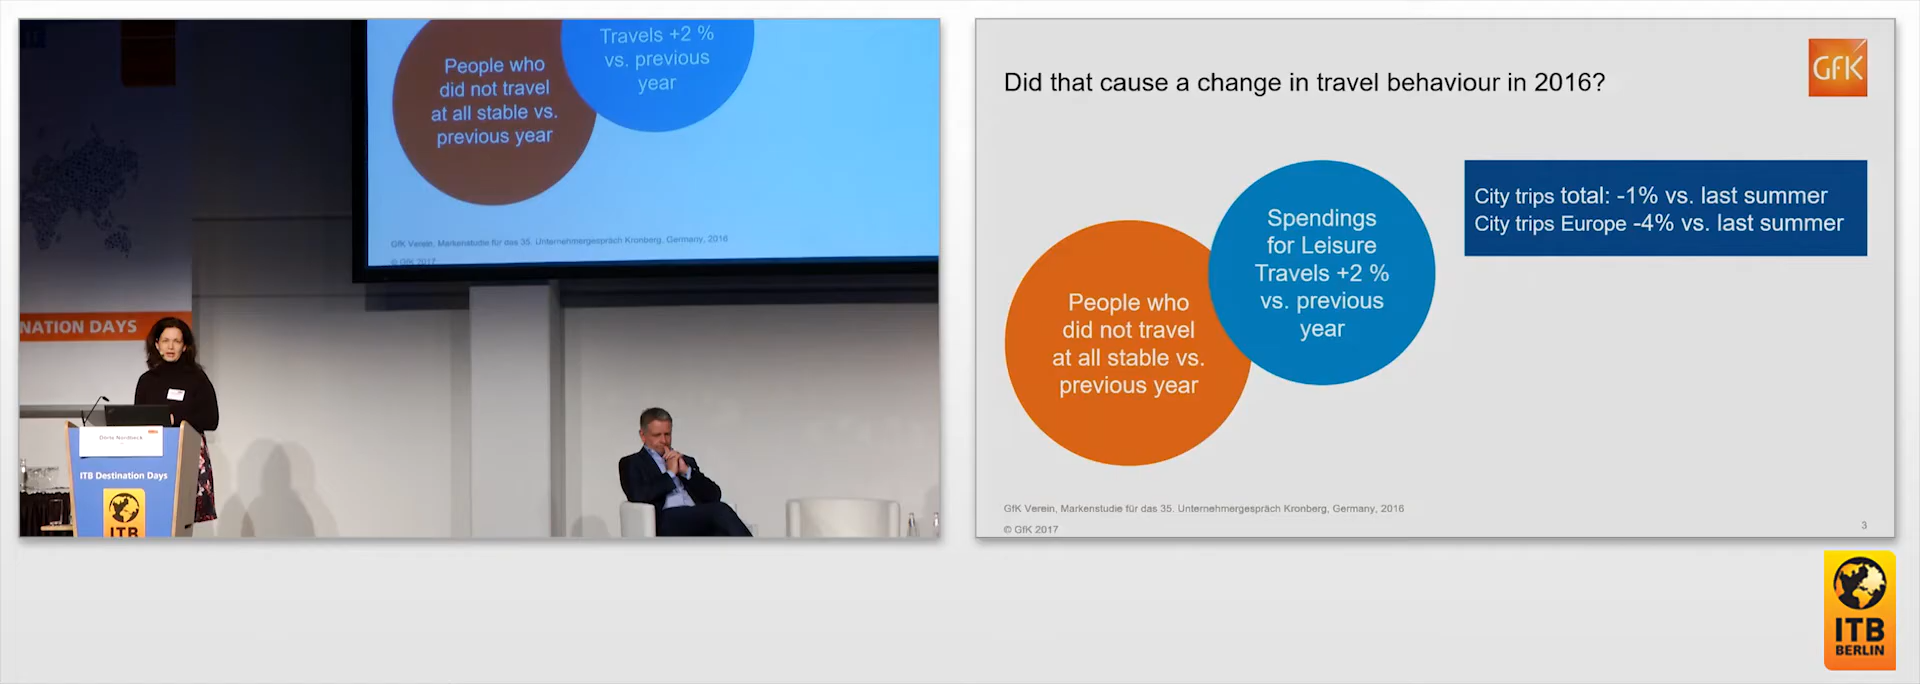 Travels +2 %
vs. previous
year
People who
did not travel
at all stable vs.
previous year
GfK Verein, Markenstudie für das 35. Unternehmergespräch Kronberg, Germany, 2016
© GfK 2017
NATION DAYS
Doris Nordbeck
ITB Destination Days
ITB
Did that cause a change in travel behaviour in 2016?
GfK
Spendings
for Leisure
Travels +2 %
vs. previous
year
People who
did not travel
at all stable vs.
previous year
City trips total: -1% vs. last summer
City trips Europe -4% vs. last summer
GfK Verein, Markenstudie für das 35. Unternehmergespräch Kronberg, Germany, 2016
© GfK 2017
3
ITB
BERLIN